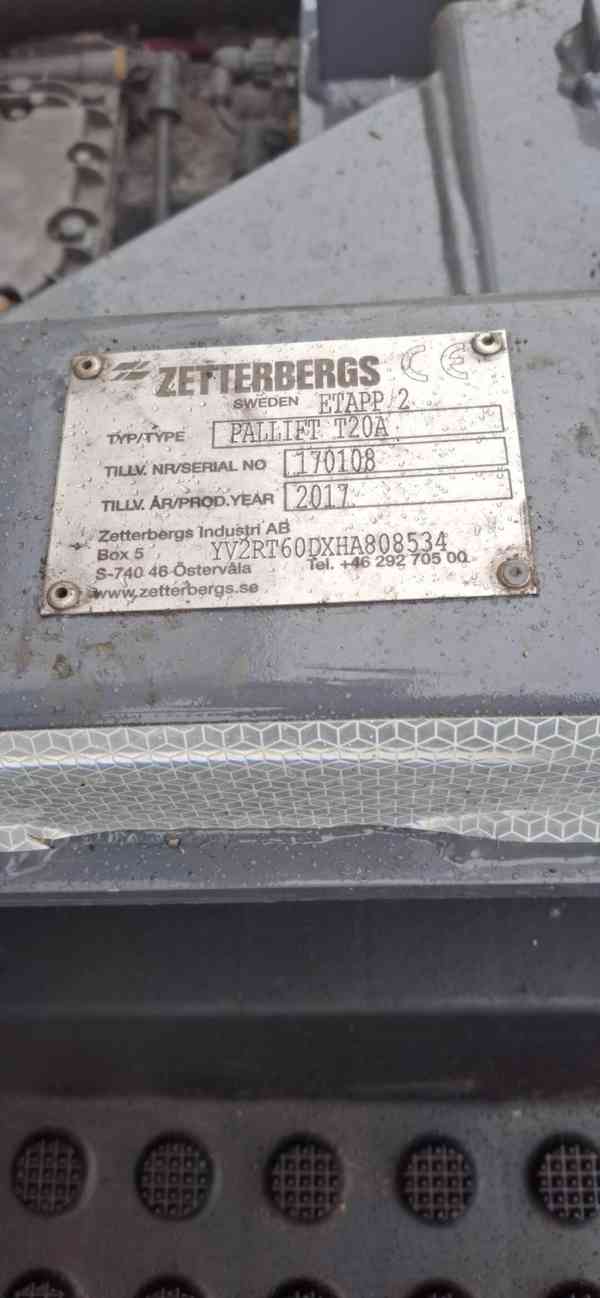 ZETTERBERGS CE
SWEDEN ETAPP 2
TYP/TYPE PALLIFT T20A
TILLV. NR/SERIAL NO 170108
TILLV. ÅR/PROD.YEAR 2017
Zetterbergs Industri AB
Box 5 YV2RT60DXHA808534
S-740 46 Östervåla Tel. +46 292 705 00
www.zetterbergs.se